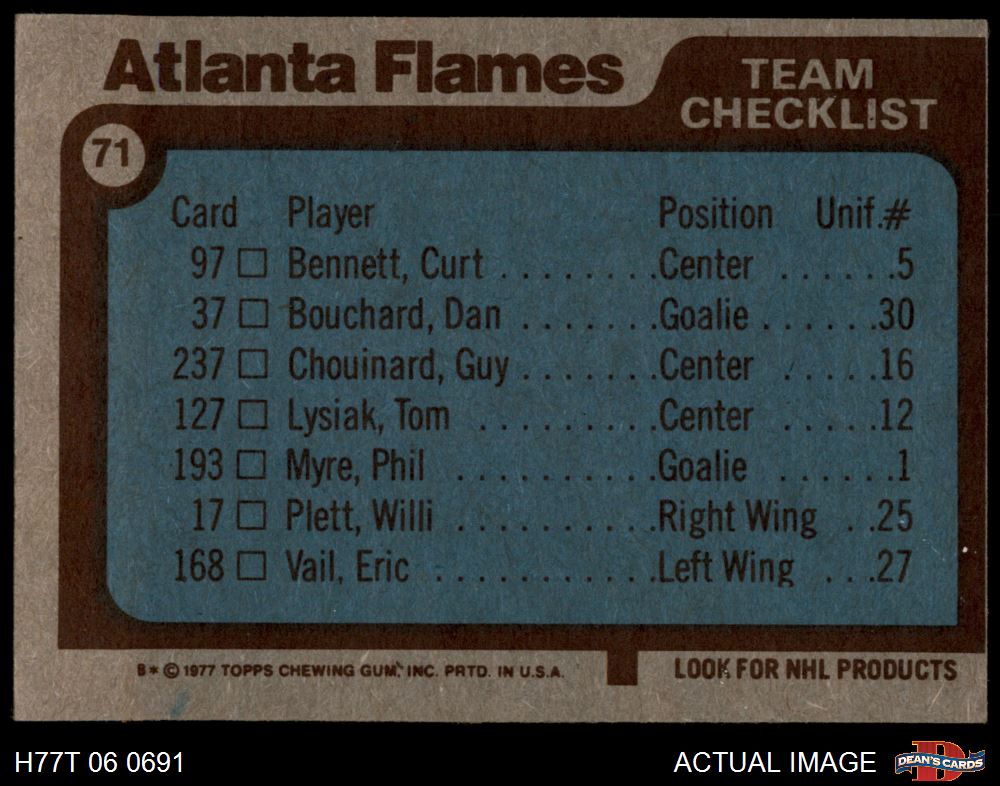 Atlanta Flames
TEAM
CHECKLIST
71
Card Player Position Unif.#
97 □ Bennett, Curt ........Center ......5
37 □ Bouchard, Dan .......Goalie......30
237 □ Chouinard, Guy.......Center .....16
127 □ Lysiak, Tom .........Center .....12
193 □ Myre, Phil ..........Goalie ......1
17 □ Plett, Willi ..........Right Wing ..25
168 □ Vail, Eric ...........Left Wing ...27
B* © 1977 TOPPS CHEWING GUM, INC. PRTD. IN U.S.A.
LOOK FOR NHL PRODUCTS
H77T 06 0691
ACTUAL IMAGE
D
DEAN'S CARDS